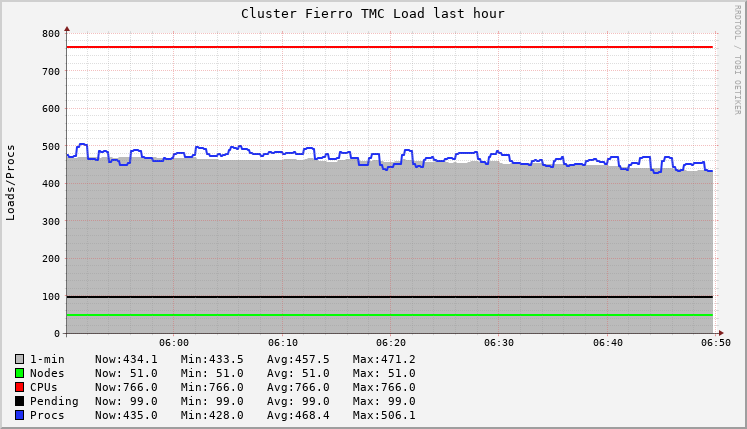 Cluster Fierro TMC Load last hour
RRDTOOL / TOBI OETIKER
Loads/Procs
800
700
600
500
400
300
200
100
0
06:00 06:10 06:20 06:30 06:40 06:50
1-min Now:434.1 Min:433.5 Avg:457.5 Max:471.2
Nodes Now: 51.0 Min: 51.0 Avg: 51.0 Max: 51.0
CPUs Now:766.0 Min:766.0 Avg:766.0 Max:766.0
Pending Now: 99.0 Min: 99.0 Avg: 99.0 Max: 99.0
Procs Now:435.0 Min:428.0 Avg:468.4 Max:506.1